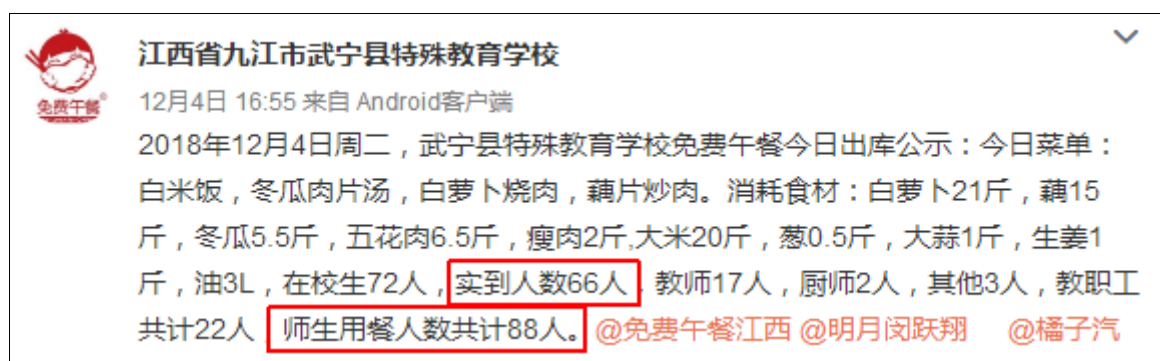 江西省九江市武宁县特殊教育学校
12月4日 16:55 来自 Android客户端
免费午餐®
2018年12月4日周二，武宁县特殊教育学校免费午餐今日出库公示：今日菜单：
白米饭，冬瓜肉片汤，白萝卜烧肉，藕片炒肉。消耗食材：白萝卜21斤，藕15
斤，冬瓜5.5斤，五花肉6.5斤，瘦肉2斤,大米20斤，葱0.5斤，大蒜1斤，生姜1
斤，油3L，在校生72人，实到人数66人，教师17人，厨师2人，其他3人，教职工
共计22人，师生用餐人数共计88人。@免费午餐江西 @明月闵跃翔 @橘子汽